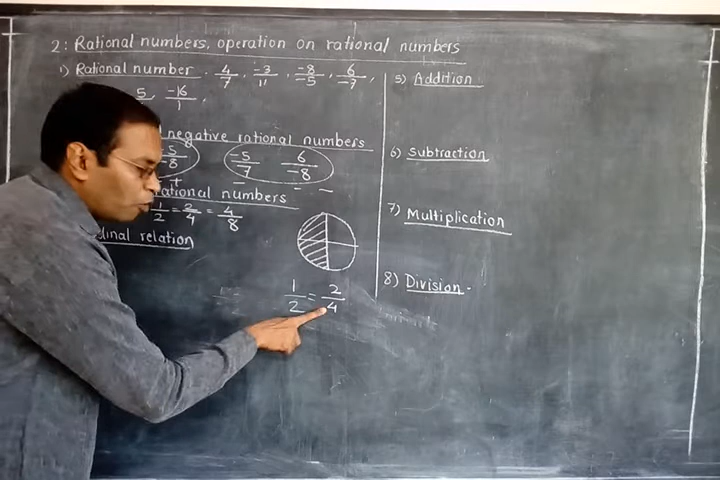 2: Rational numbers, operation on rational numbers
1) Rational number . 4/7 , -3/11 , -8/-5 , 6/-7 ,
5 , -16/1 ,
negative rational numbers
5/8 -5/7 6/-8
+ - - -
rational numbers
1/2 = 2/4 = 4/8
dinal relation
1/2 = 2/4
5) Addition
6) Subtraction
7) Multiplication
8) Division.